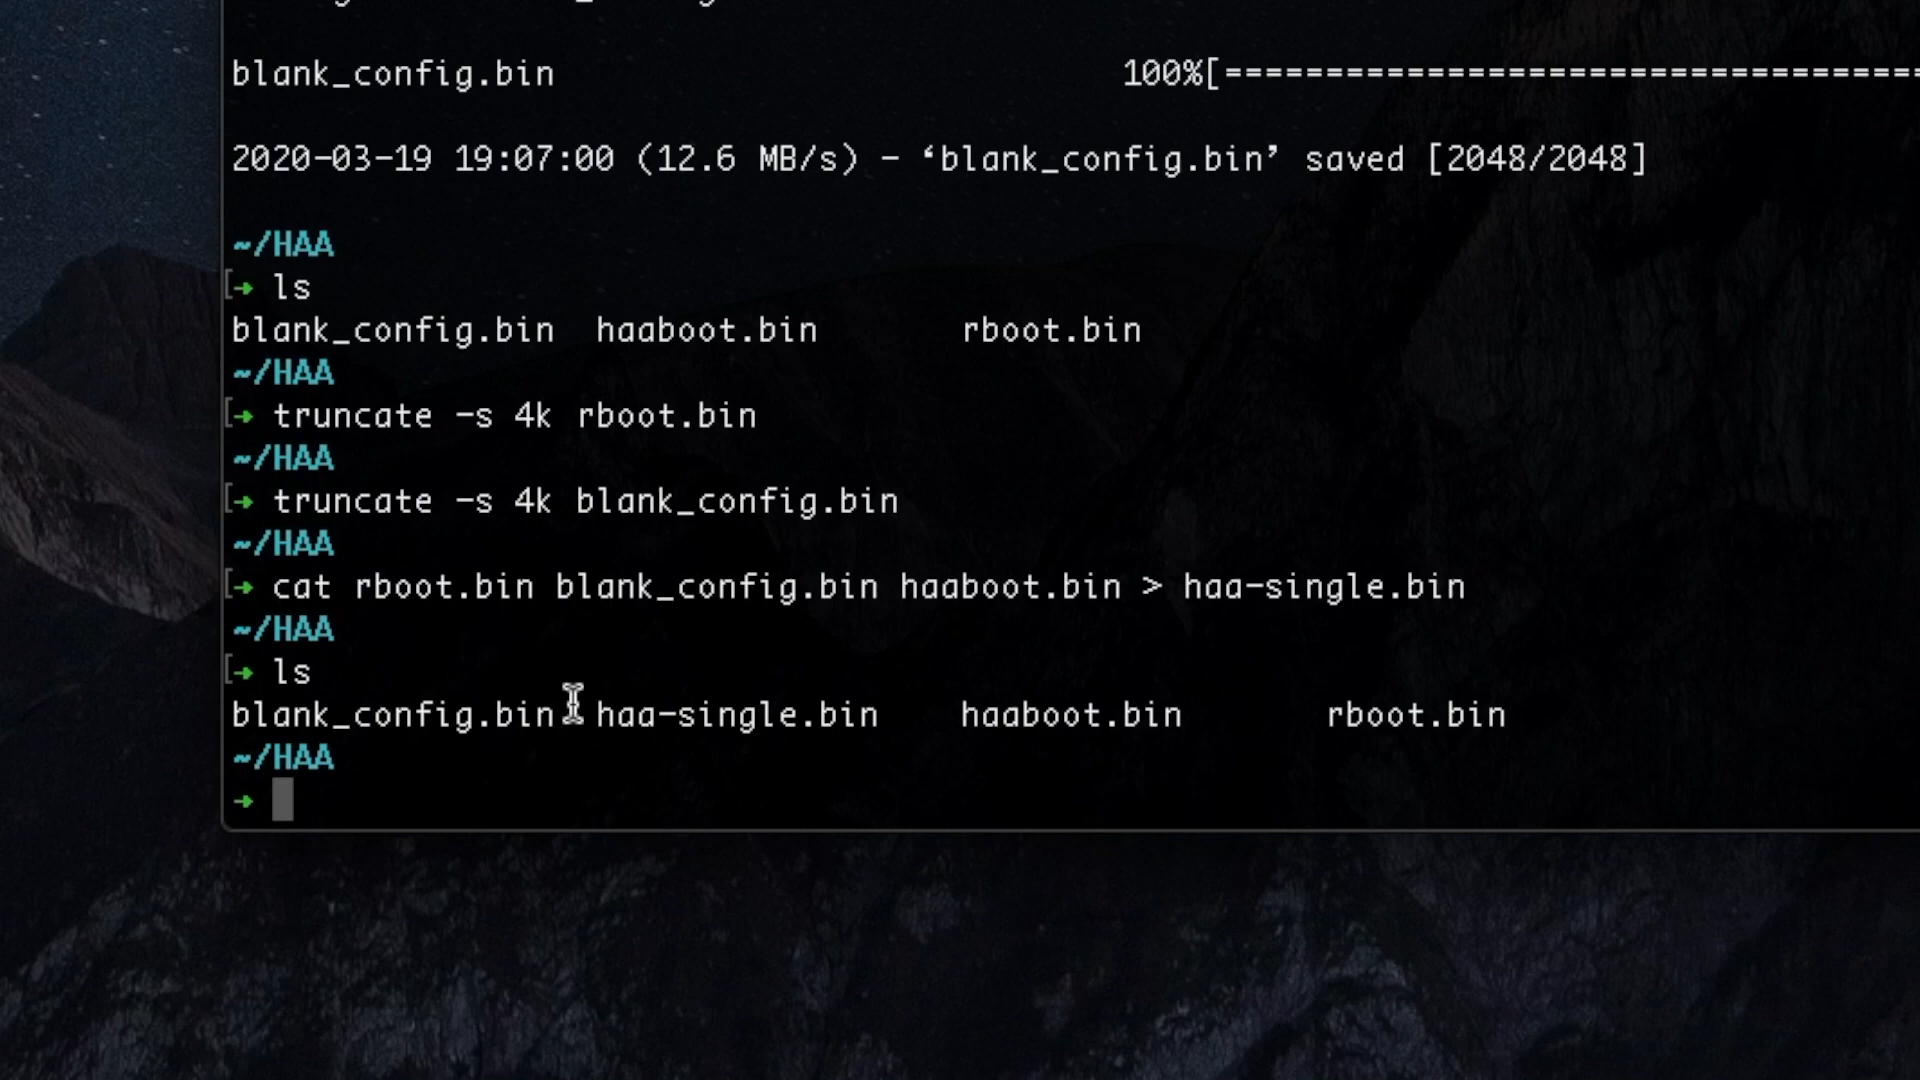 blank_config.bin 100%[==================================
2020-03-19 19:07:00 (12.6 MB/s) - ‘blank_config.bin’ saved [2048/2048]
~/HAA
[➜ ls
blank_config.bin haaboot.bin rboot.bin
~/HAA
[➜ truncate -s 4k rboot.bin
~/HAA
[➜ truncate -s 4k blank_config.bin
~/HAA
[➜ cat rboot.bin blank_config.bin haaboot.bin > haa-single.bin
~/HAA
[➜ ls
blank_config.bin haa-single.bin haaboot.bin rboot.bin
~/HAA
➜